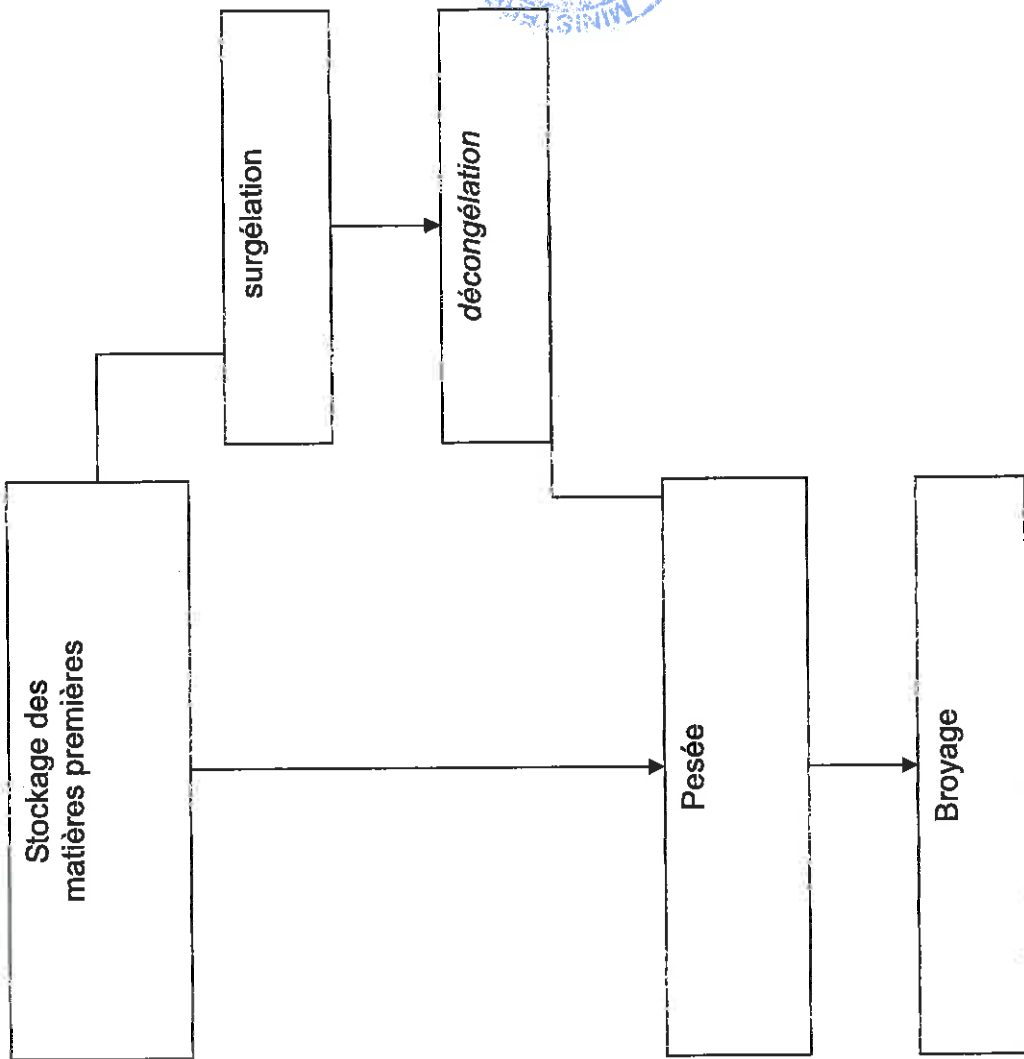 Stockage des
matières premières
surgélation
décongélation
Pesée
Broyage